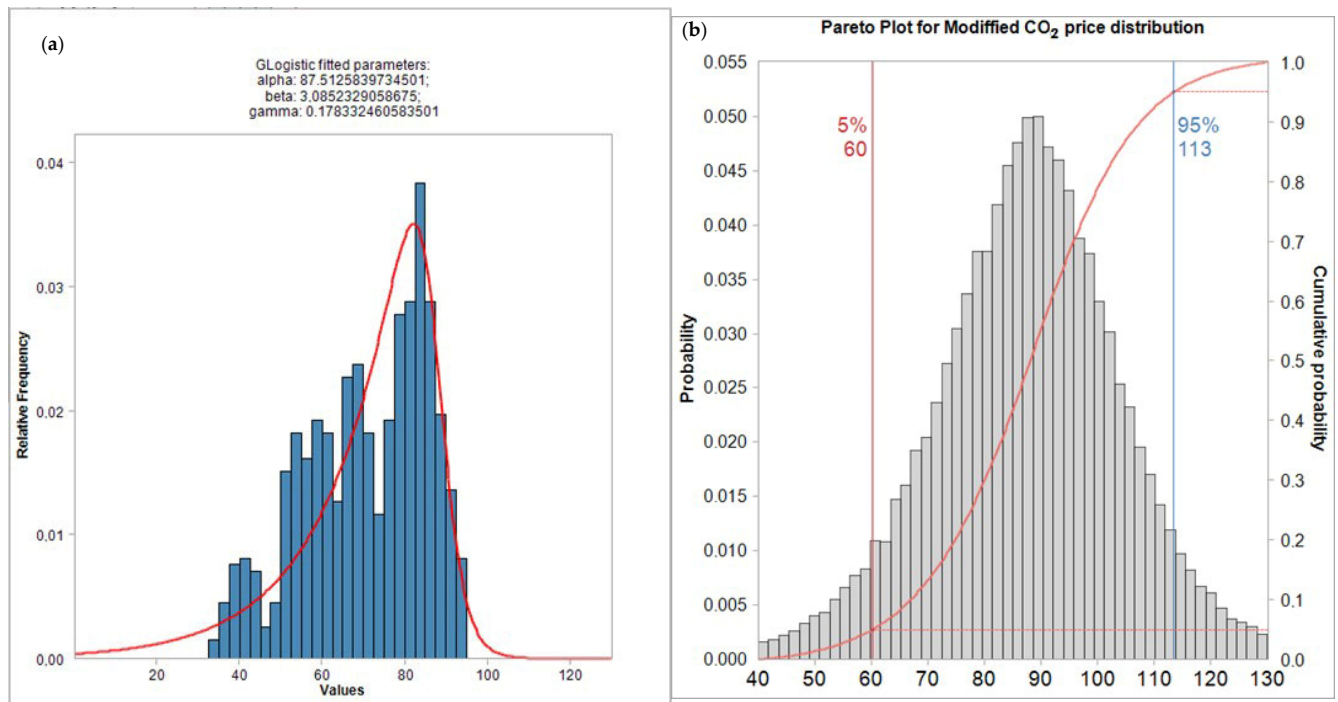 (a)
GLogistic fitted parameters:
alpha: 87.5125839734501;
beta: 3,0852329058675;
gamma: 0.178332460583501
0.04
0.03
0.02
0.01
0.00
Relative Frequency
20 40 60 80 100 120
Values
(b)
Pareto Plot for Modiffied CO₂ price distribution
0.055
0.050
0.045
0.040
0.035
0.030
0.025
0.020
0.015
0.010
0.005
0.000
Probability
5%
60
95%
113
1.0
0.9
0.8
0.7
0.6
0.5
0.4
0.3
0.2
0.1
0.0
Cumulative probability
40 50 60 70 80 90 100 110 120 130